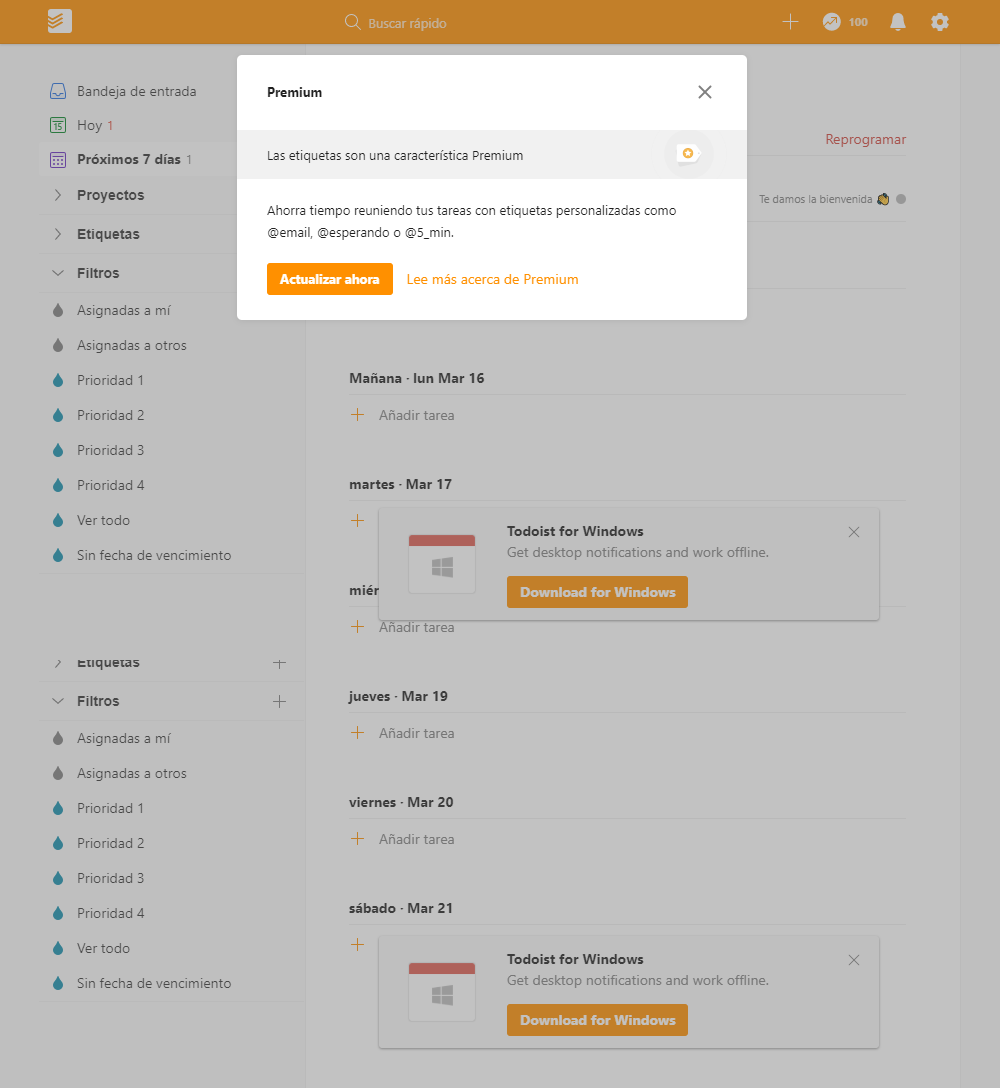 Buscar rápido
100
Premium
Las etiquetas son una característica Premium
Ahorra tiempo reuniendo tus tareas con etiquetas personalizadas como
@email, @esperando o @5_min.
Actualizar ahora
Lee más acerca de Premium
Bandeja de entrada
15
Hoy 1
Próximos 7 días 1
Proyectos
Etiquetas
Filtros
Asignadas a mí
Asignadas a otros
Prioridad 1
Prioridad 2
Prioridad 3
Prioridad 4
Ver todo
Sin fecha de vencimiento
Etiquetas
Filtros
Asignadas a mí
Asignadas a otros
Prioridad 1
Prioridad 2
Prioridad 3
Prioridad 4
Ver todo
Sin fecha de vencimiento
Reprogramar
Te damos la bienvenida
Mañana · lun Mar 16
Añadir tarea
martes · Mar 17
Todoist for Windows
Get desktop notifications and work offline.
Download for Windows
miér
Añadir tarea
jueves · Mar 19
Añadir tarea
viernes · Mar 20
Añadir tarea
sábado · Mar 21
Todoist for Windows
Get desktop notifications and work offline.
Download for Windows